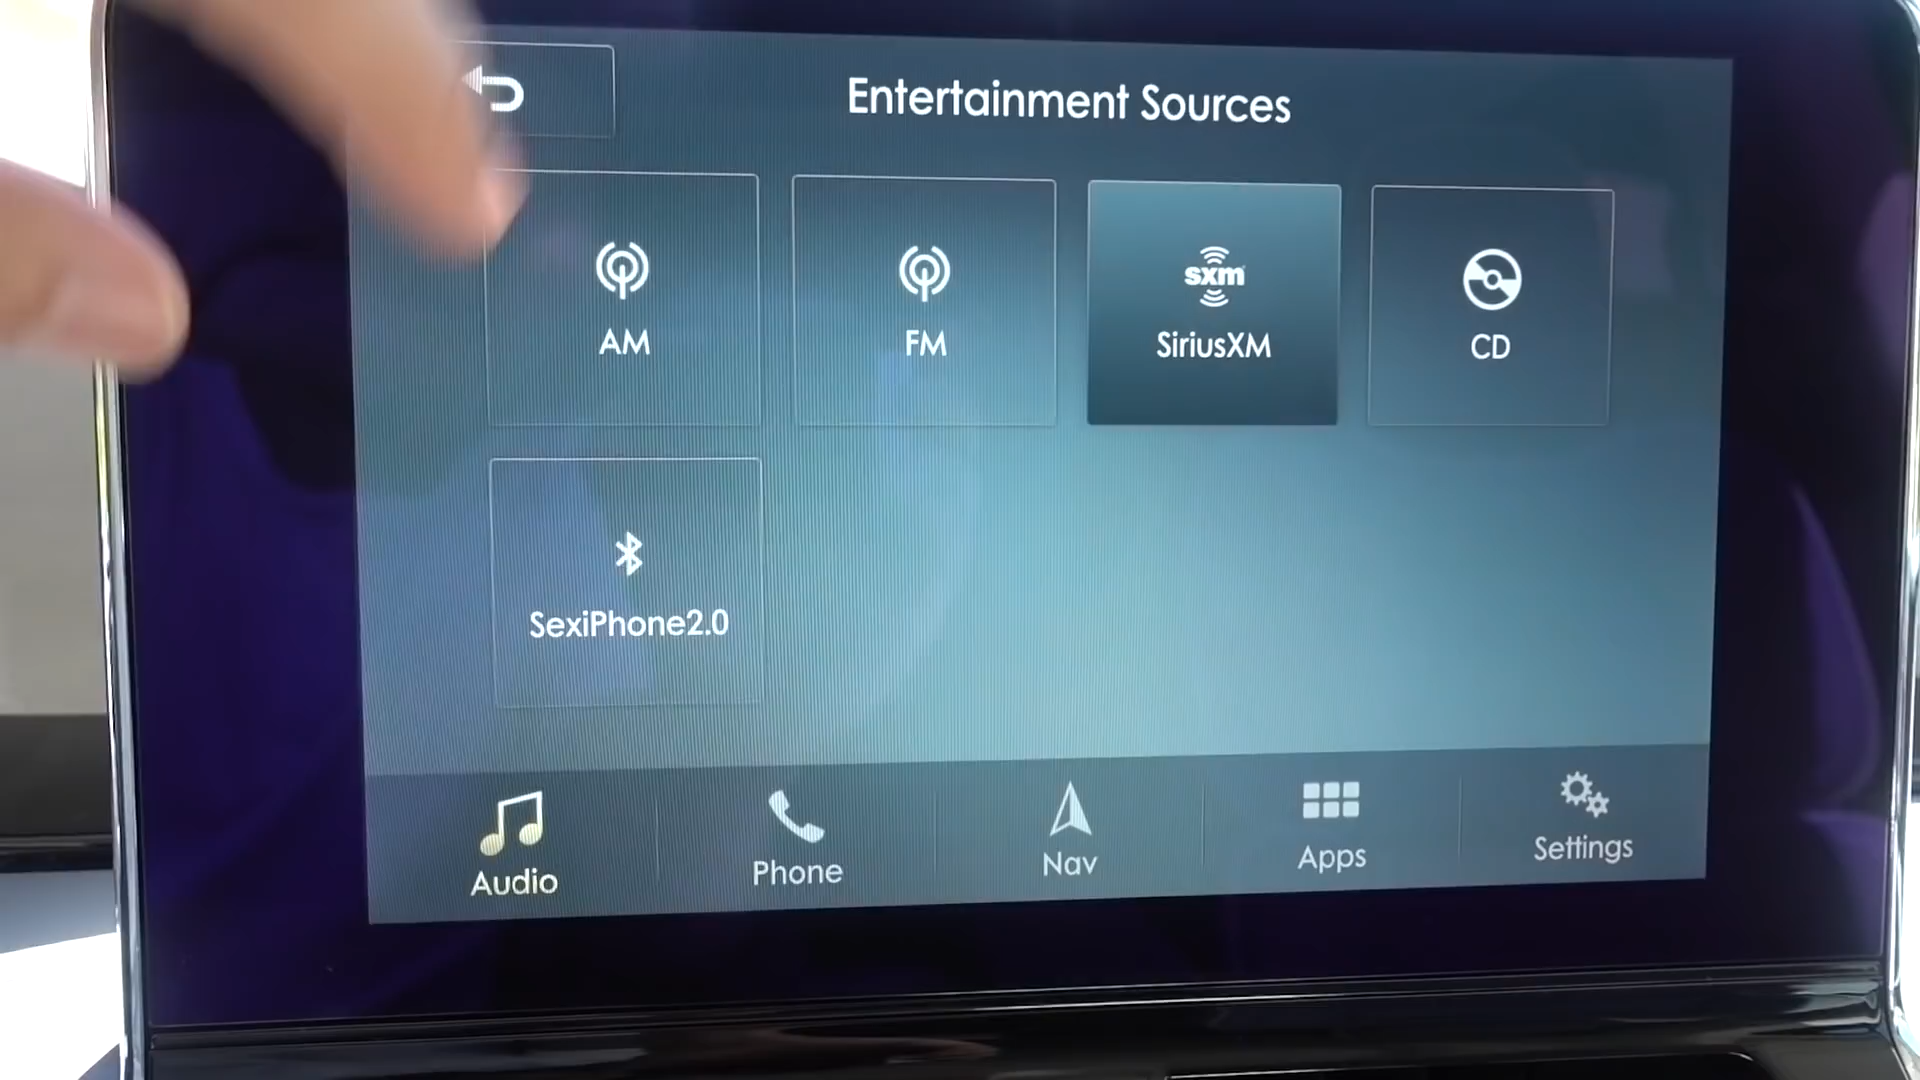 Entertainment Sources
AM
FM
sxm
SiriusXM
CD
SexiPhone2.0
Audio
Phone
Nav
Apps
Settings